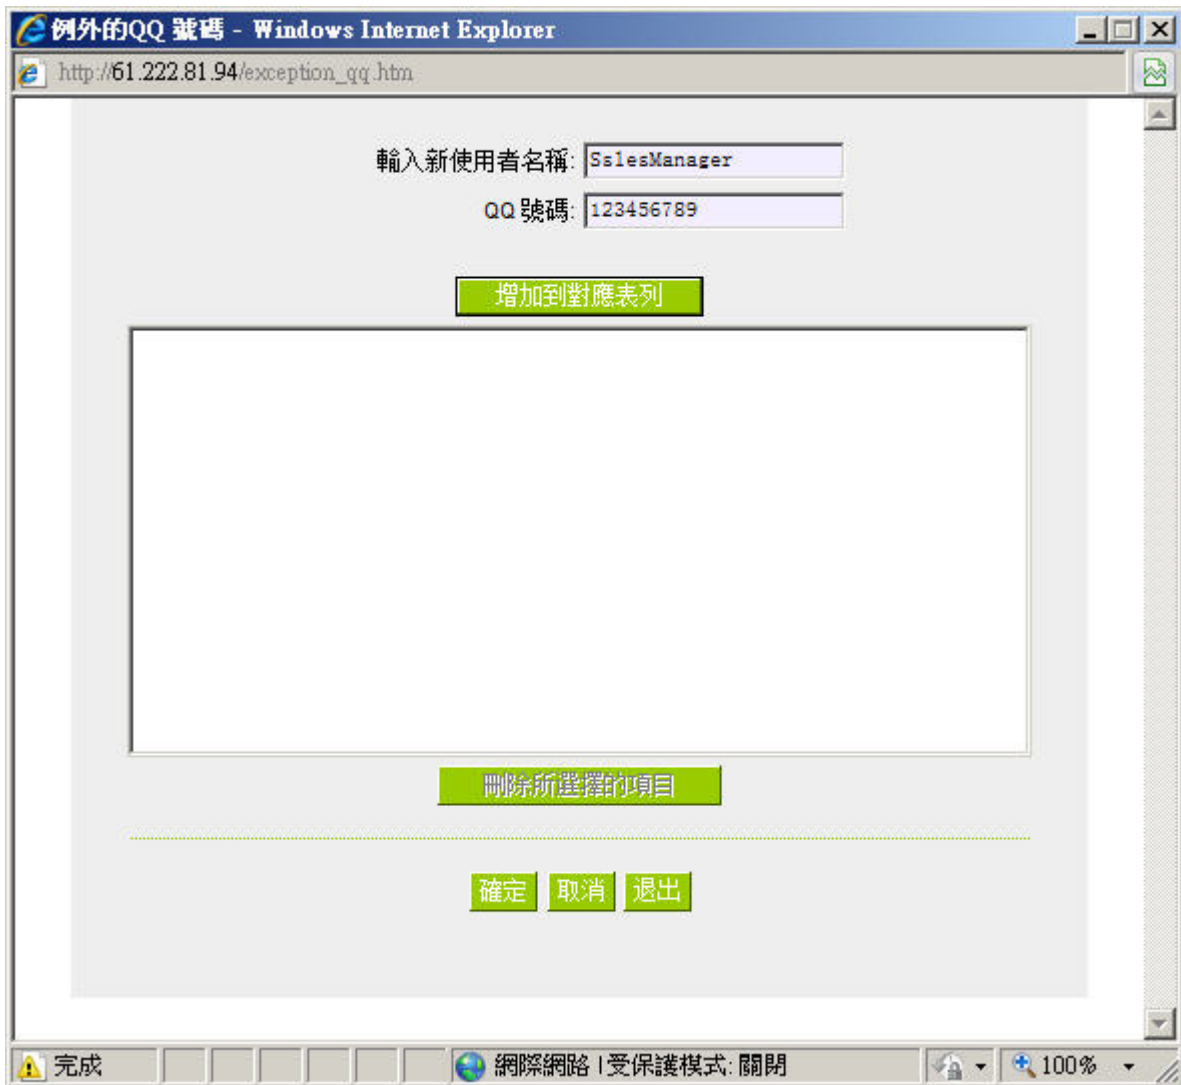 例外的QQ 號碼 - Windows Internet Explorer
http://61.222.81.94/exception_qq.htm
輸入新使用者名稱: SslesManager
QQ 號碼: 123456789
增加到對應表列
刪除所選擇的項目
確定 取消 退出
完成 網際網路 | 受保護模式: 關閉 100%